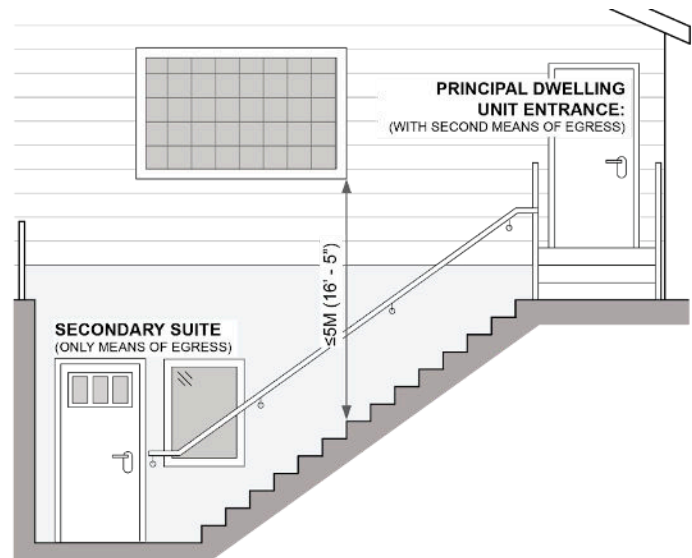 PRINCIPAL DWELLING
UNIT ENTRANCE:
(WITH SECOND MEANS OF EGRESS)
≤5M (16' - 5")
SECONDARY SUITE
(ONLY MEANS OF EGRESS)